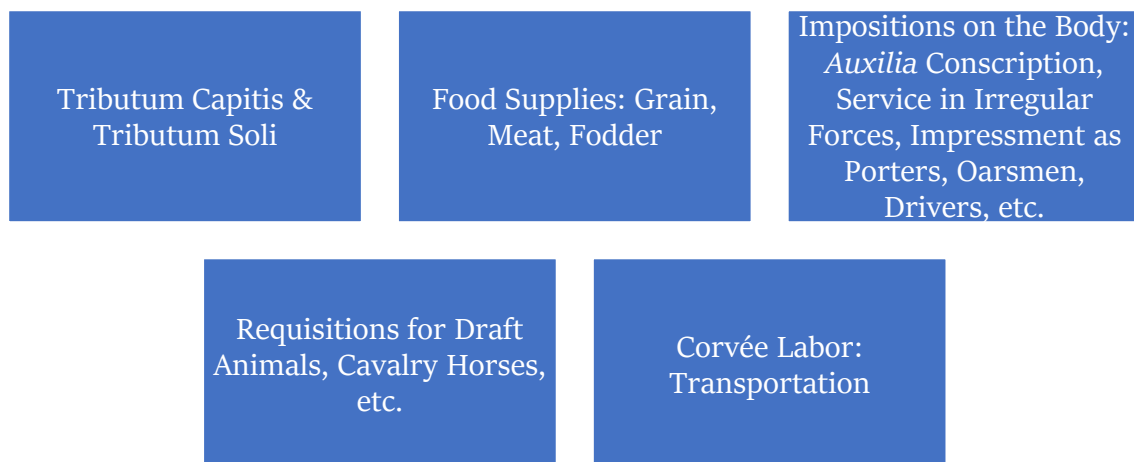 Tributum Capitis &
Tributum Soli
Food Supplies: Grain,
Meat, Fodder
Impositions on the Body:
Auxilia Conscription,
Service in Irregular
Forces, Impressment as
Porters, Oarsmen,
Drivers, etc.
Requisitions for Draft
Animals, Cavalry Horses,
etc.
Corvée Labor:
Transportation